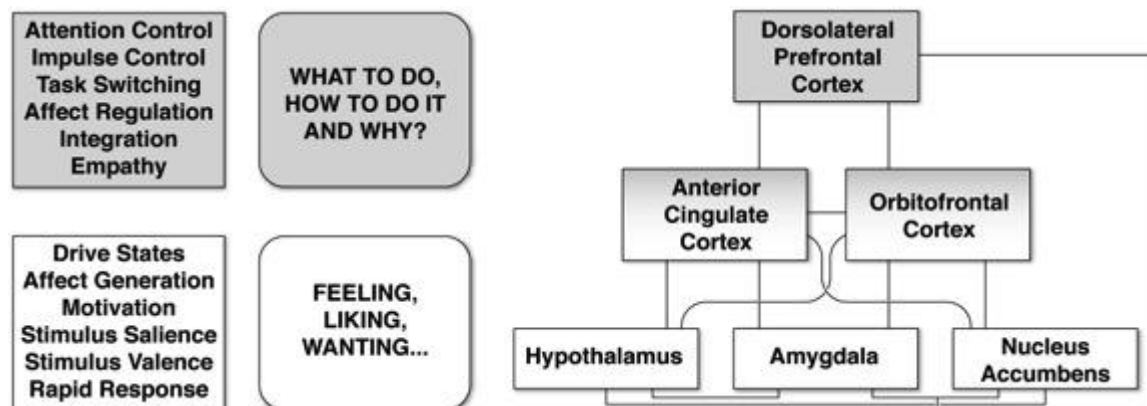 Attention Control
Impulse Control
Task Switching
Affect Regulation
Integration
Empathy
WHAT TO DO,
HOW TO DO IT
AND WHY?
Dorsolateral
Prefrontal
Cortex
Anterior
Cingulate
Cortex
Orbitofrontal
Cortex
Drive States
Affect Generation
Motivation
Stimulus Salience
Stimulus Valence
Rapid Response
FEELING,
LIKING,
WANTING...
Hypothalamus
Amygdala
Nucleus
Accumbens